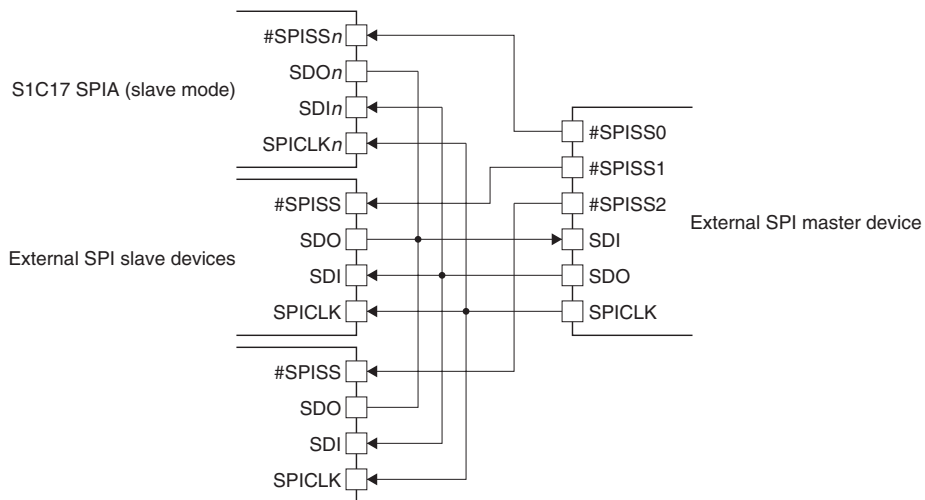 #SPISSn
SDOn
S1C17 SPIA (slave mode)
SDIn
SPICLKn
#SPISS
SDO
External SPI slave devices
SDI
SPICLK
#SPISS
SDO
SDI
SPICLK
#SPISS0
#SPISS1
#SPISS2
External SPI master device
SDI
SDO
SPICLK